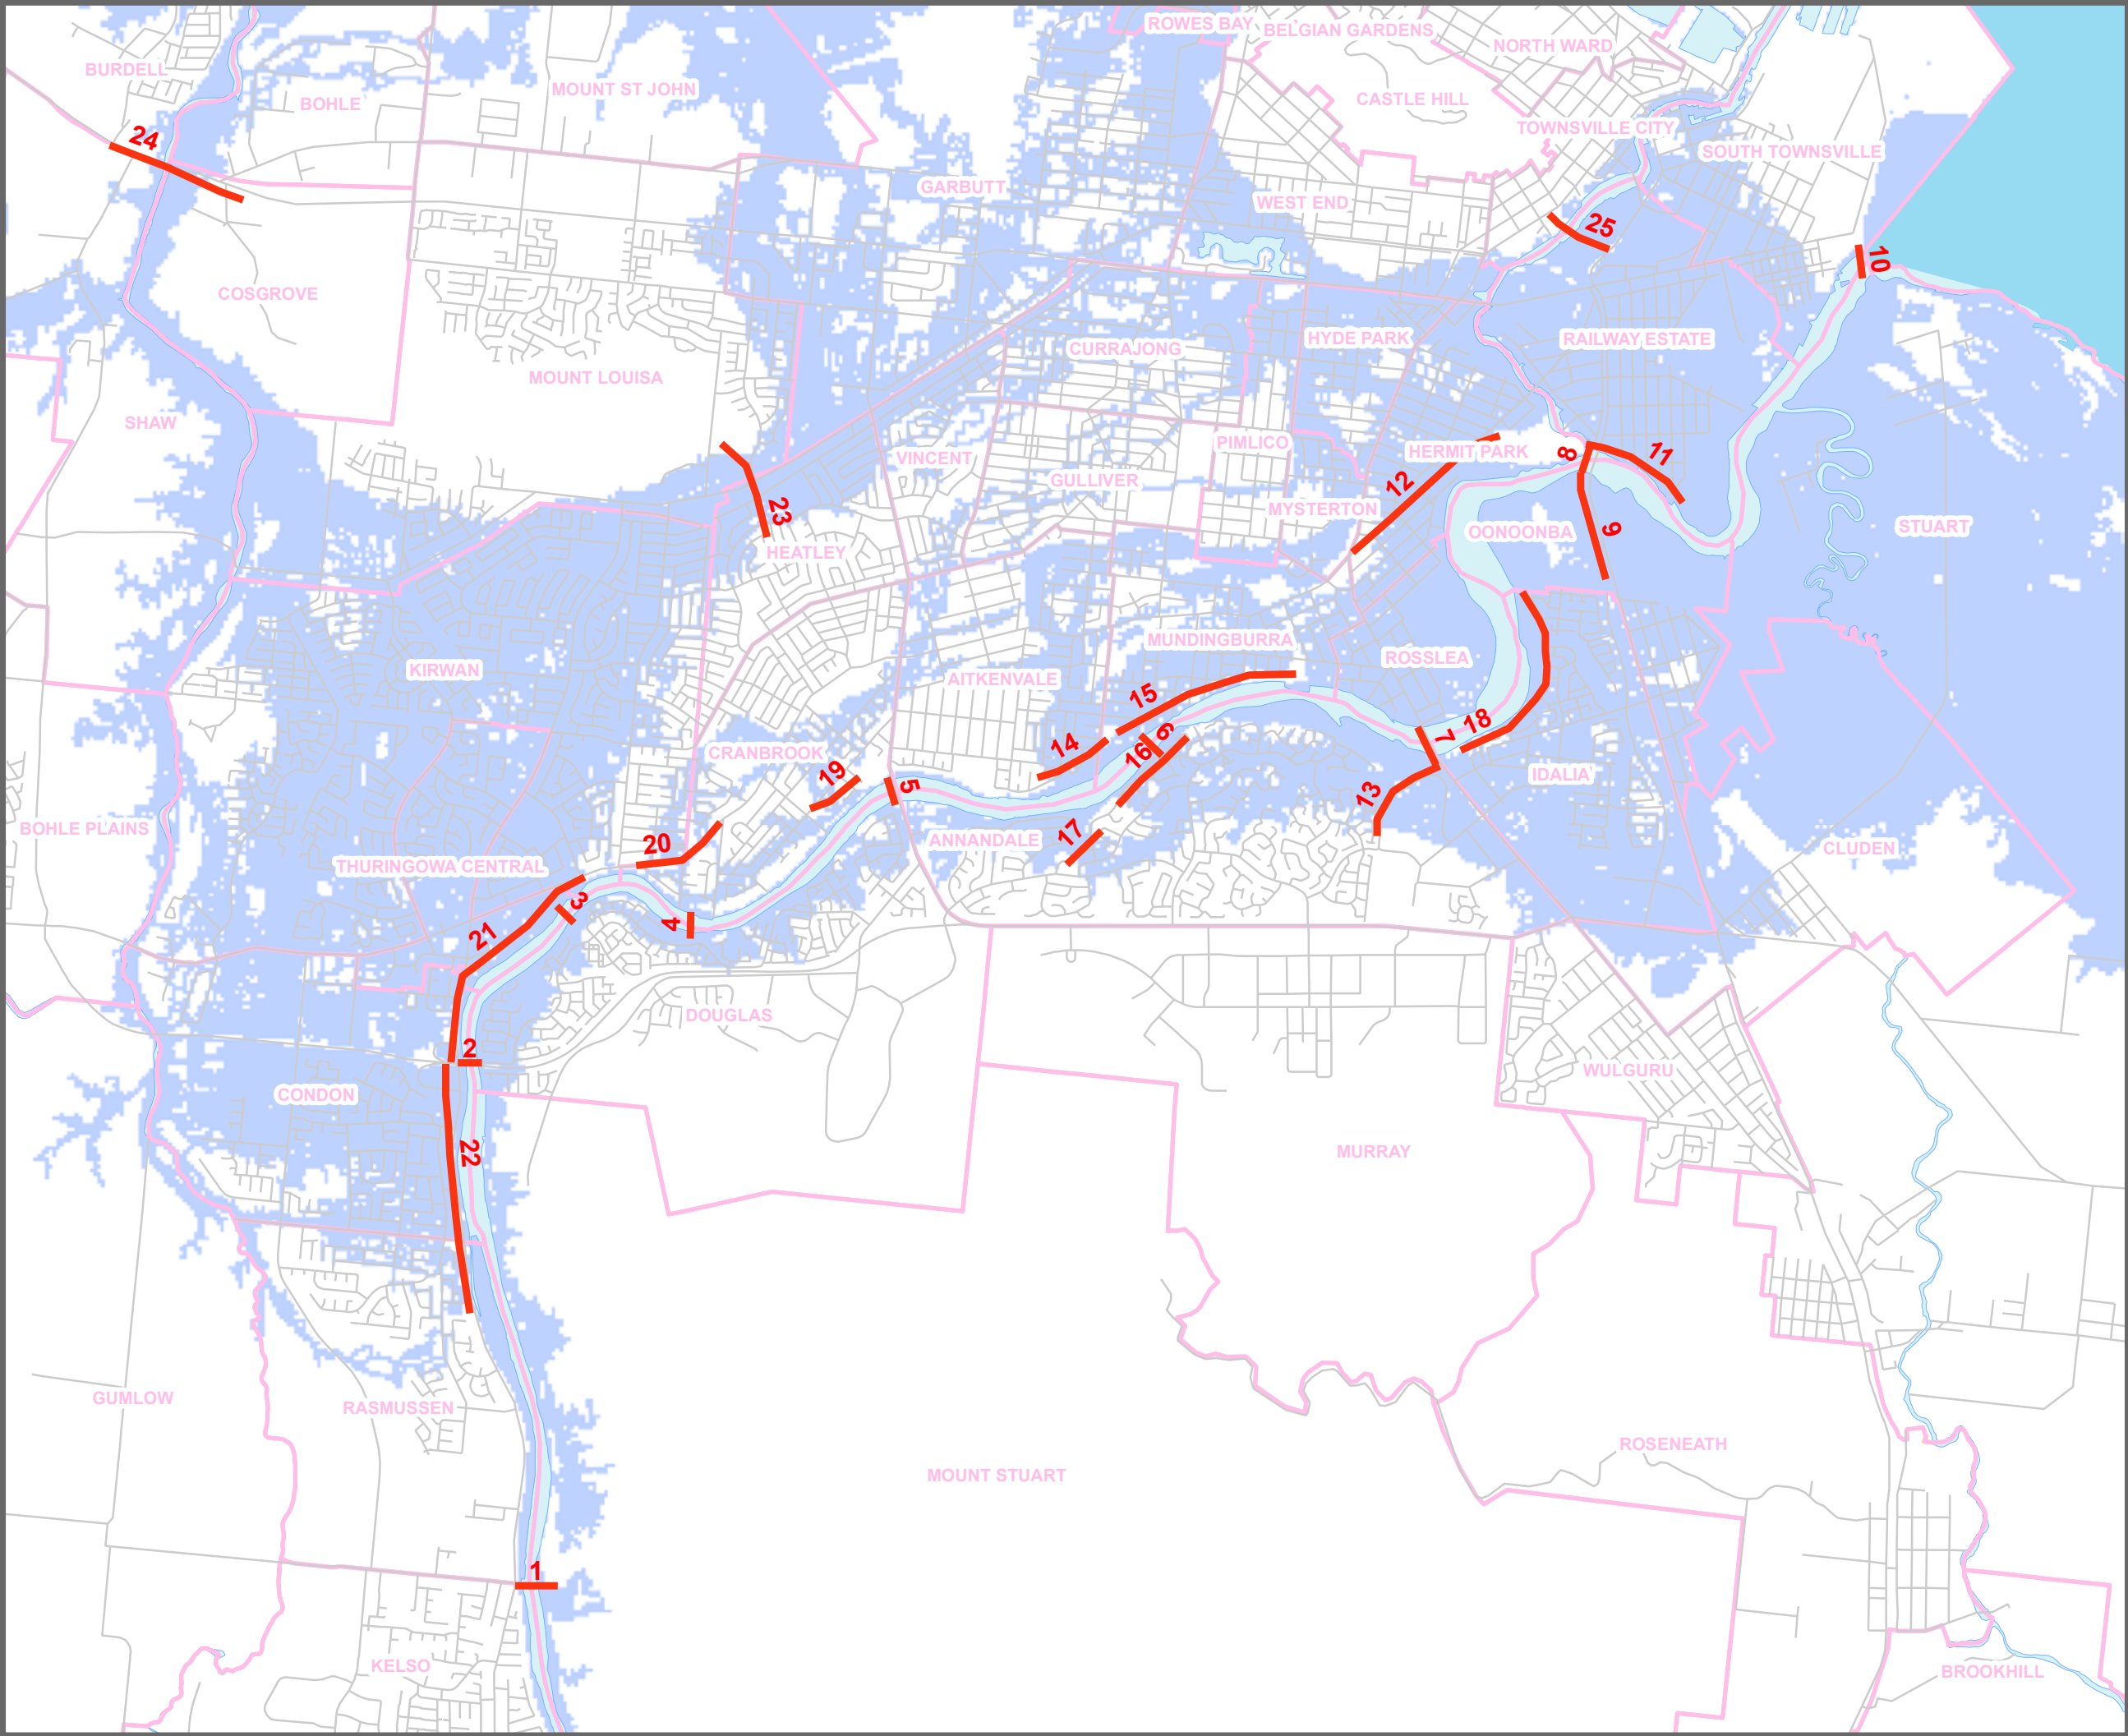 ROWES BAY
BELGIAN GARDENS
NORTH WARD
BURDELL
MOUNT ST JOHN
BOHLE
CASTLE HILL
TOWNSVILLE CITY
24
SOUTH TOWNSVILLE
GARBUTT
WEST END
25
10
COSGROVE
HYDE PARK
RAILWAY ESTATE
CURRAJONG
MOUNT LOUISA
SHAW
PIMLICO
HERMIT PARK
8
11
VINCENT
GULLIVER
12
MYSTERTON
23
OONOONBA
9
STUART
HEATLEY
MUNDINGBURRA
ROSSLEA
KIRWAN
AITKENVALE
15
18
6
7
14
CRANBROOK
16
19
IDALIA
5
13
BOHLE PLAINS
17
20
ANNANDALE
CLUDEN
THURINGOWA CENTRAL
3
4
21
DOUGLAS
2
WULGURU
CONDON
22
MURRAY
GUMLOW
RASMUSSEN
ROSENEATH
MOUNT STUART
1
KELSO
BROOKHILL